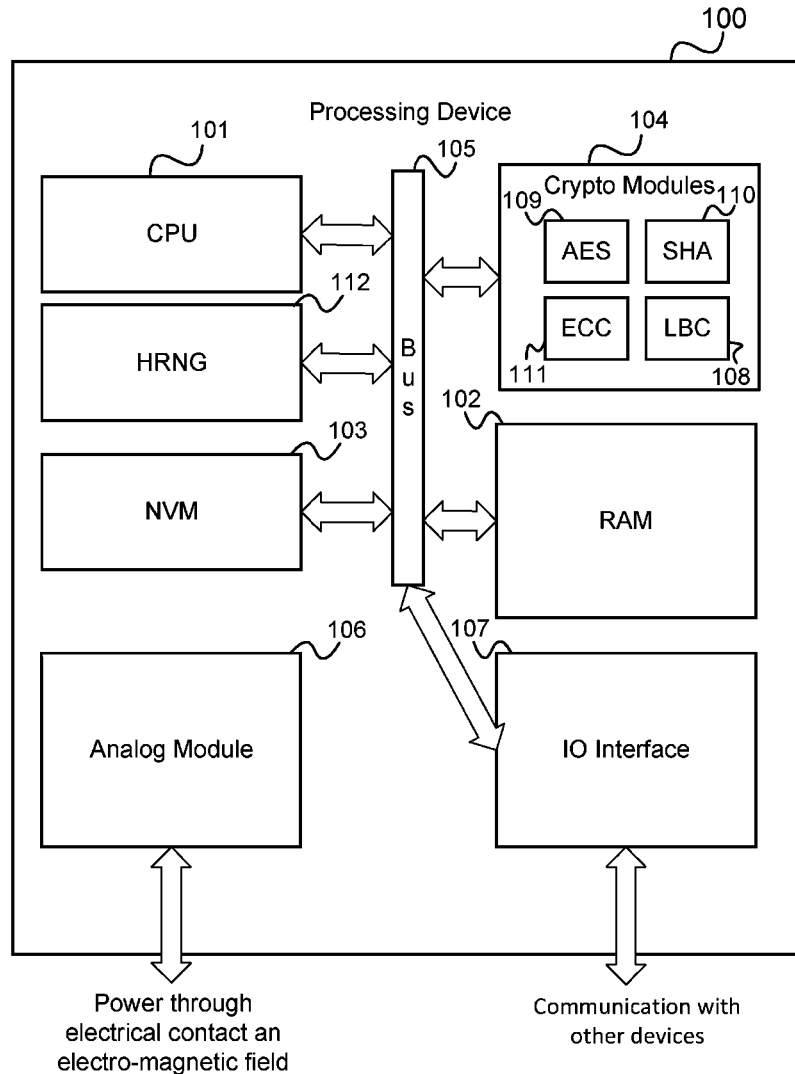 100
Processing Device
101
105
104
CPU
Crypto Modules
109
110
AES
SHA
112
HRNG
ECC
LBC
111
108
Bus
102
103
NVM
RAM
106
107
Analog Module
IO Interface
Power through
electrical contact an
electro-magnetic field
Communication with
other devices